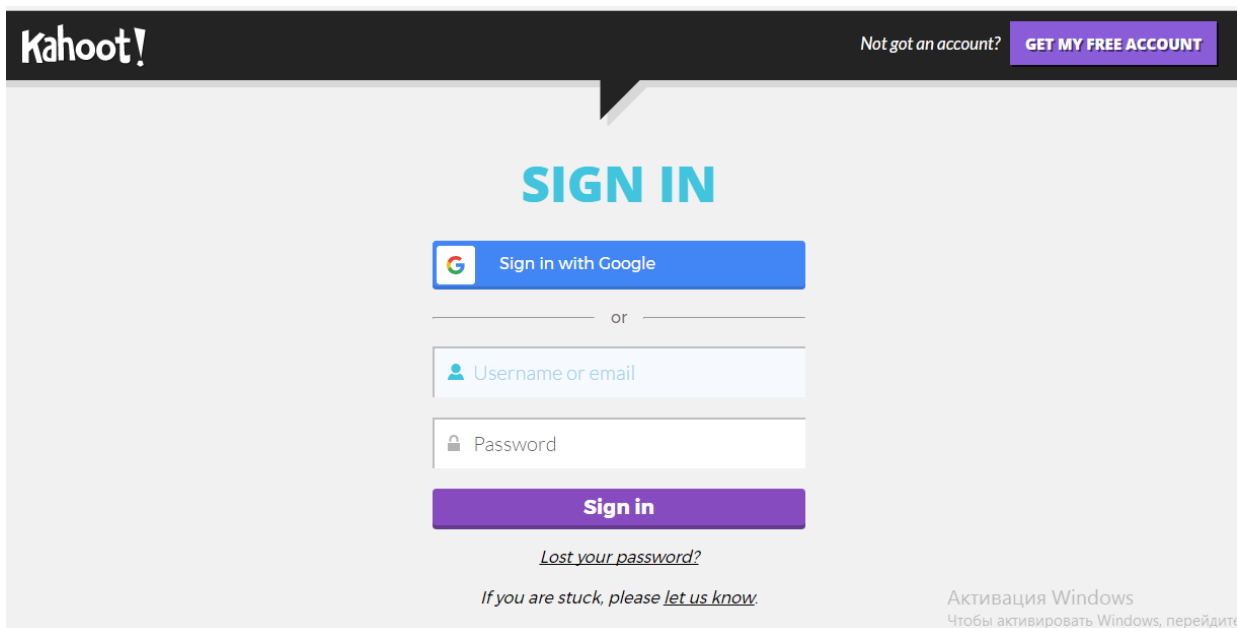 Kahoot!
Not got an account? GET MY FREE ACCOUNT
SIGN IN
G Sign in with Google
or
Username or email
Password
Sign in
Lost your password?
If you are stuck, please let us know.
Активация Windows
Чтобы активировать Windows, перейдите